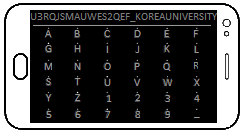 U3RQJSMAUWES2QEF_KOREAUNIVERSITY
A B C D E F
G H I J K L
M N O P Q R
S T U V W X
Y Z 1 2 3 4
5 6 7 8 9 -